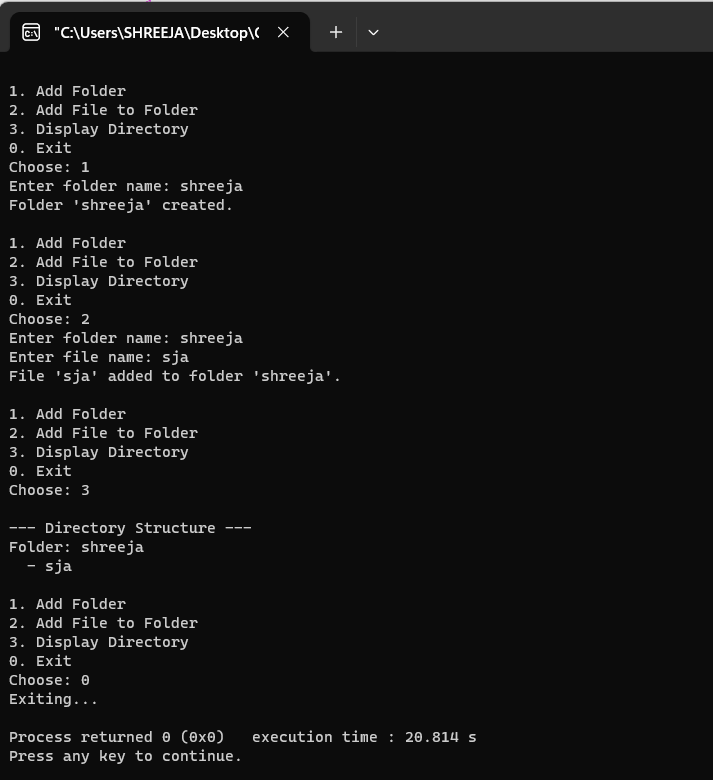 "C:\Users\SHREEJA\Desktop\
1. Add Folder
2. Add File to Folder
3. Display Directory
0. Exit
Choose: 1
Enter folder name: shreeja
Folder 'shreeja' created.
1. Add Folder
2. Add File to Folder
3. Display Directory
0. Exit
Choose: 2
Enter folder name: shreeja
Enter file name: sja
File 'sja' added to folder 'shreeja'.
1. Add Folder
2. Add File to Folder
3. Display Directory
0. Exit
Choose: 3
--- Directory Structure ---
Folder: shreeja
  - sja
1. Add Folder
2. Add File to Folder
3. Display Directory
0. Exit
Choose: 0
Exiting...
Process returned 0 (0x0)   execution time : 20.814 s
Press any key to continue.